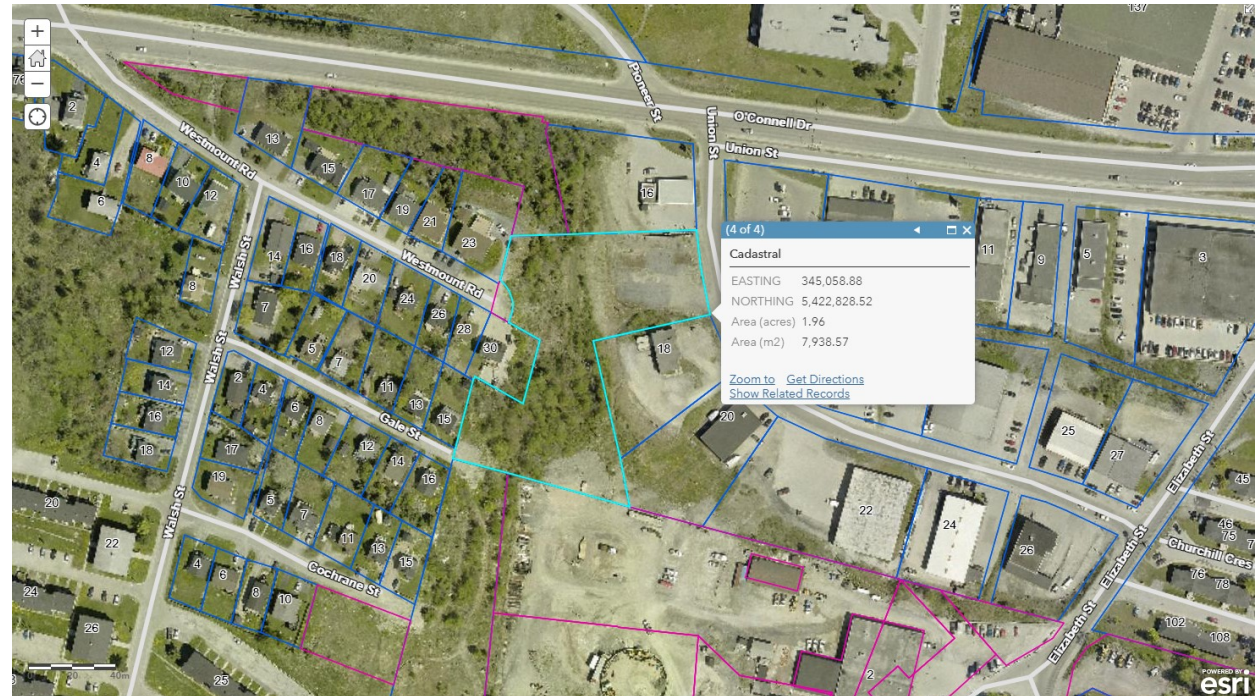 +
−
Pioneer St
137
2
Westmount Rd
13
O'Connell Dr
Union St
Union St
4
8
15
10
12
17
16
6
19
21
23
(4 of 4)
Cadastral
EASTING 345,058.88
NORTHING 5,422,828.52
Area (acres) 1.96
Area (m2) 7,938.57
Zoom to Get Directions
Show Related Records
11
9
5
3
Walsh St
14
16
18
Westmount Rd
20
8
24
26
7
28
30
18
5
7
12
Walsh St
2
4
11
13
15
14
6
8
Gale St
20
16
18
17
12
14
16
25
27
Elizabeth St
19
45
5
7
11
13
15
22
24
26
Walsh St
20
22
46
75
Churchill Cres
4
6
8
10
Cochrane St
76
78
24
26
Elizabeth St
102
108
2
25
Elizabeth St
20 40m
POWERED BY
esri